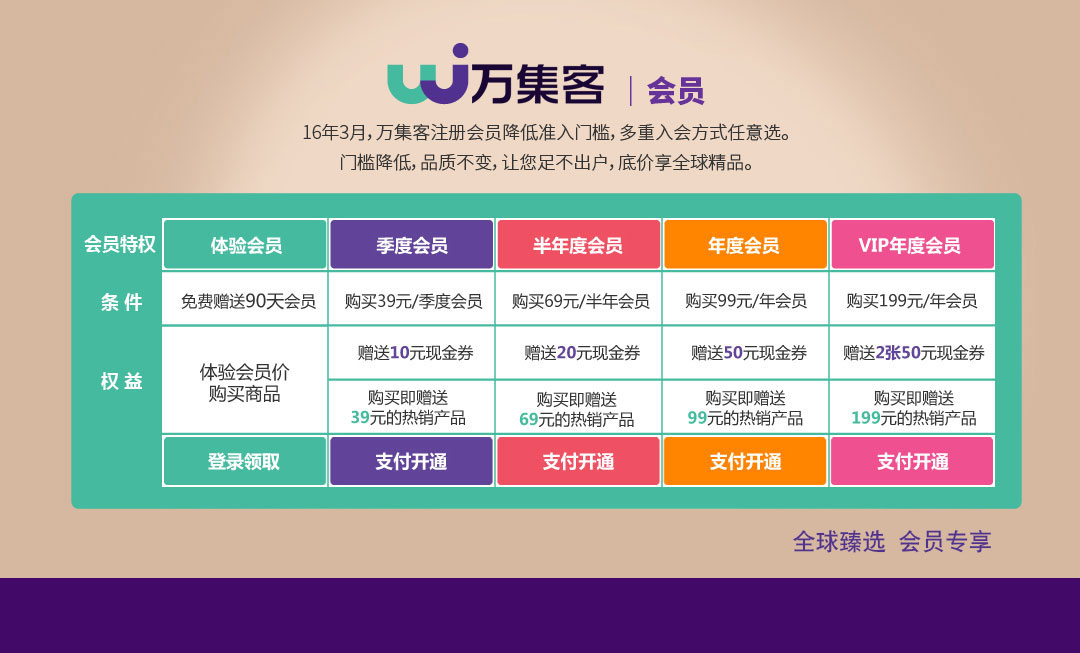 万集客 | 会员
16年3月，万集客注册会员降低准入门槛，多重入会方式任意选。
门槛降低，品质不变，让您足不出户，底价享全球精品。
会员特权 体验会员 季度会员 半年度会员 年度会员 VIP年度会员
条件 免费赠送90天会员 购买39元/季度会员 购买69元/半年会员 购买99元/年会员 购买199元/年会员
赠送10元现金券 赠送20元现金券 赠送50元现金券 赠送2张50元现金券
权益
体验会员价
购买商品
购买即赠送
39元的热销产品
购买即赠送
69元的热销产品
购买即赠送
99元的热销产品
购买即赠送
199元的热销产品
登录领取 支付开通 支付开通 支付开通 支付开通
全球臻选 会员专享